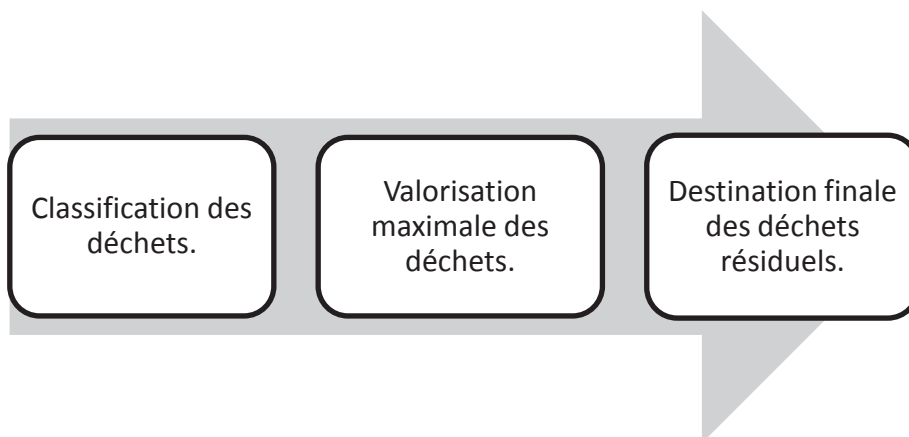 Classification des
déchets.
Valorisation
maximale des
déchets.
Destination finale
des déchets
résiduels.